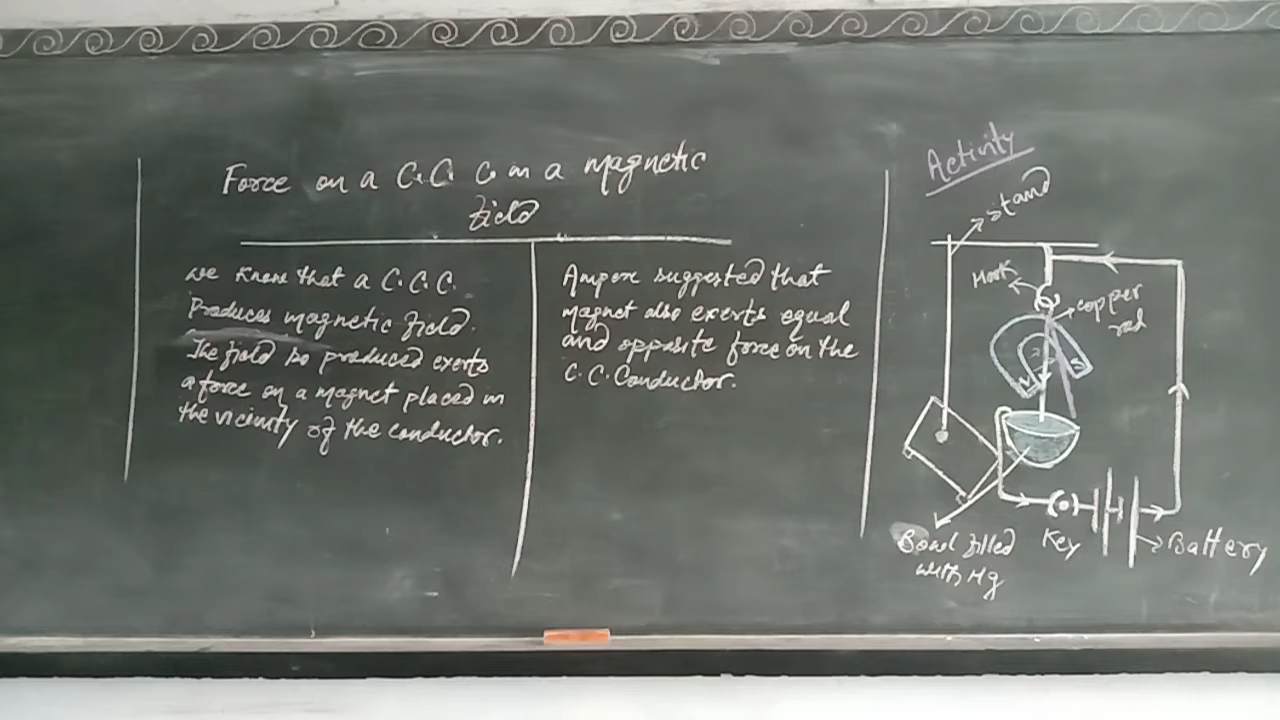 Force on a C.C. C. in a magnetic
field
we know that a C.C.C.
Produces magnetic field.
The field so produced exerts
a force on a magnet placed in
the vicinity of the conductor.
Ampere suggested that
magnet also exerts equal
and opposite force on the
C.C. Conductor.
Activity
stand
Hook
copper
rod
N
S
Bowl filled
with Hg
Key
Battery